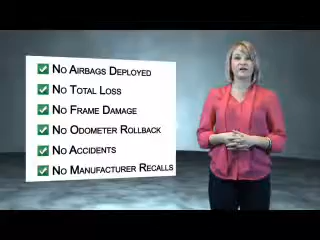 No Airbags Deployed
No Total Loss
No Frame Damage
No Odometer Rollback
No Accidents
No Manufacturer Recalls